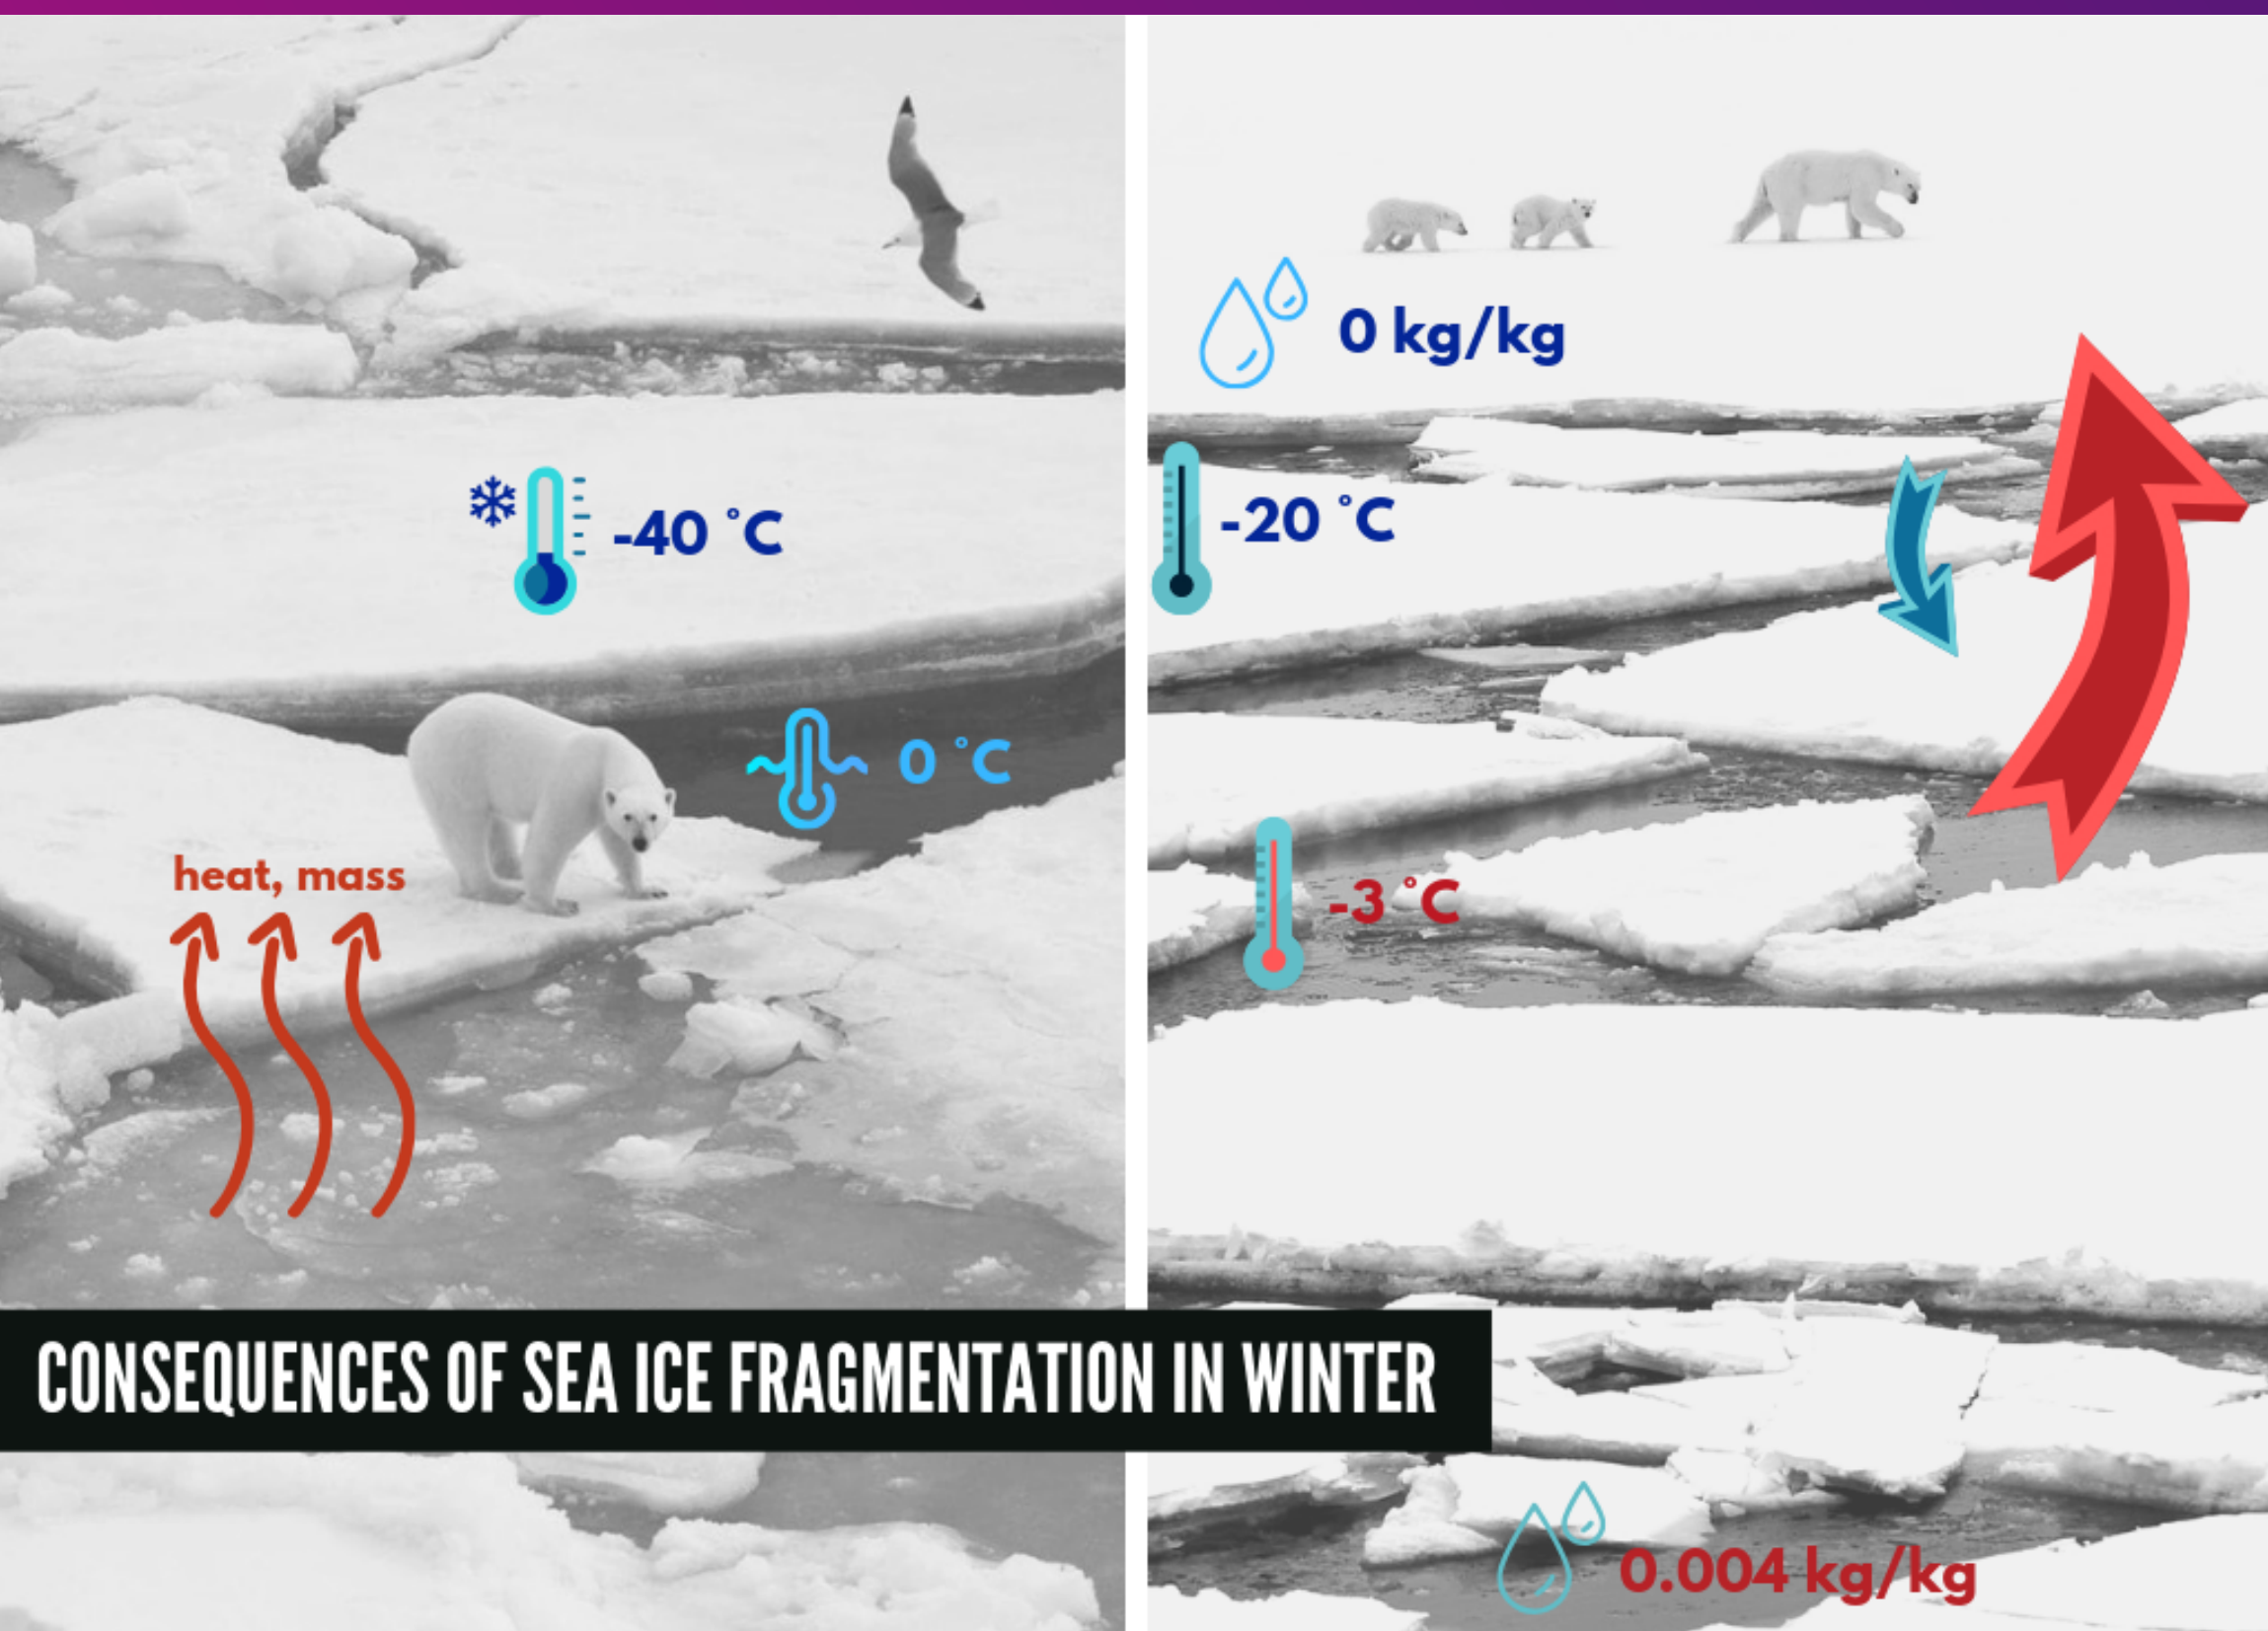 -40 °C
0 °C
heat, mass
0 kg/kg
-20 °C
-3 °C
CONSEQUENCES OF SEA ICE FRAGMENTATION IN WINTER
0.004 kg/kg